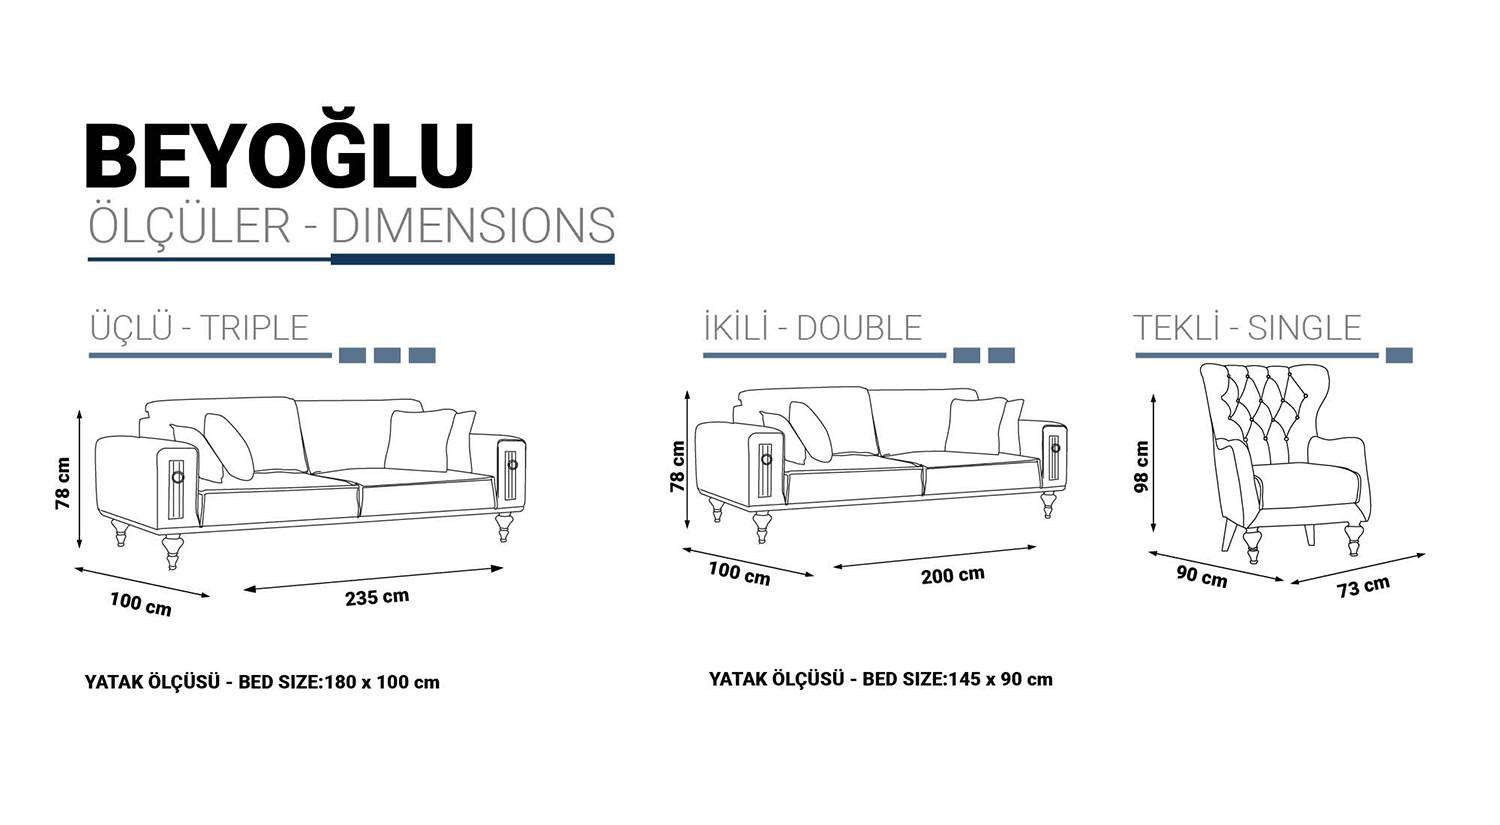 BEYOĞLU
ÖLÇÜLER - DIMENSIONS
ÜÇLÜ - TRIPLE
78 cm
100 cm
235 cm
YATAK ÖLÇÜSÜ - BED SIZE:180 x 100 cm
İKİLİ - DOUBLE
78 cm
100 cm
200 cm
YATAK ÖLÇÜSÜ - BED SIZE:145 x 90 cm
TEKLİ - SINGLE
98 cm
90 cm
73 cm